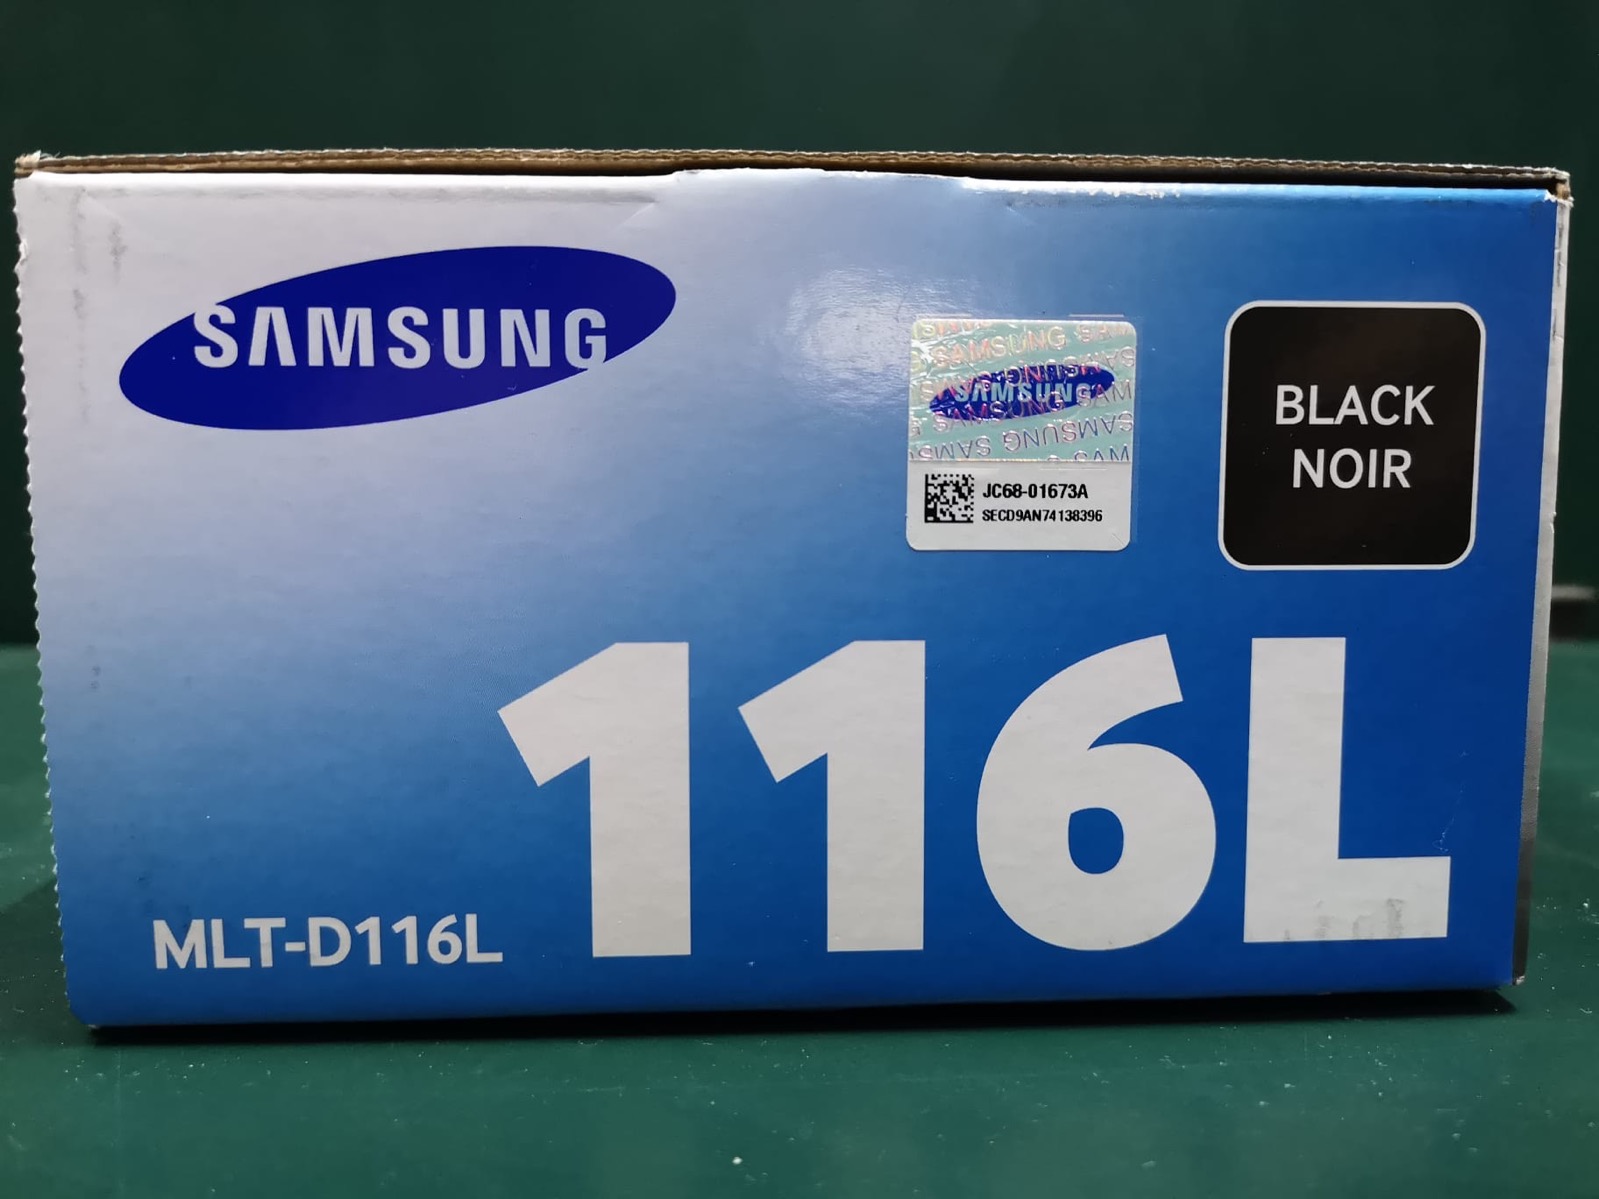 SAMSUNG
SAMSUNG
JC68-01673A
SECD9AN74138396
BLACK
NOIR
116L
MLT-D116L